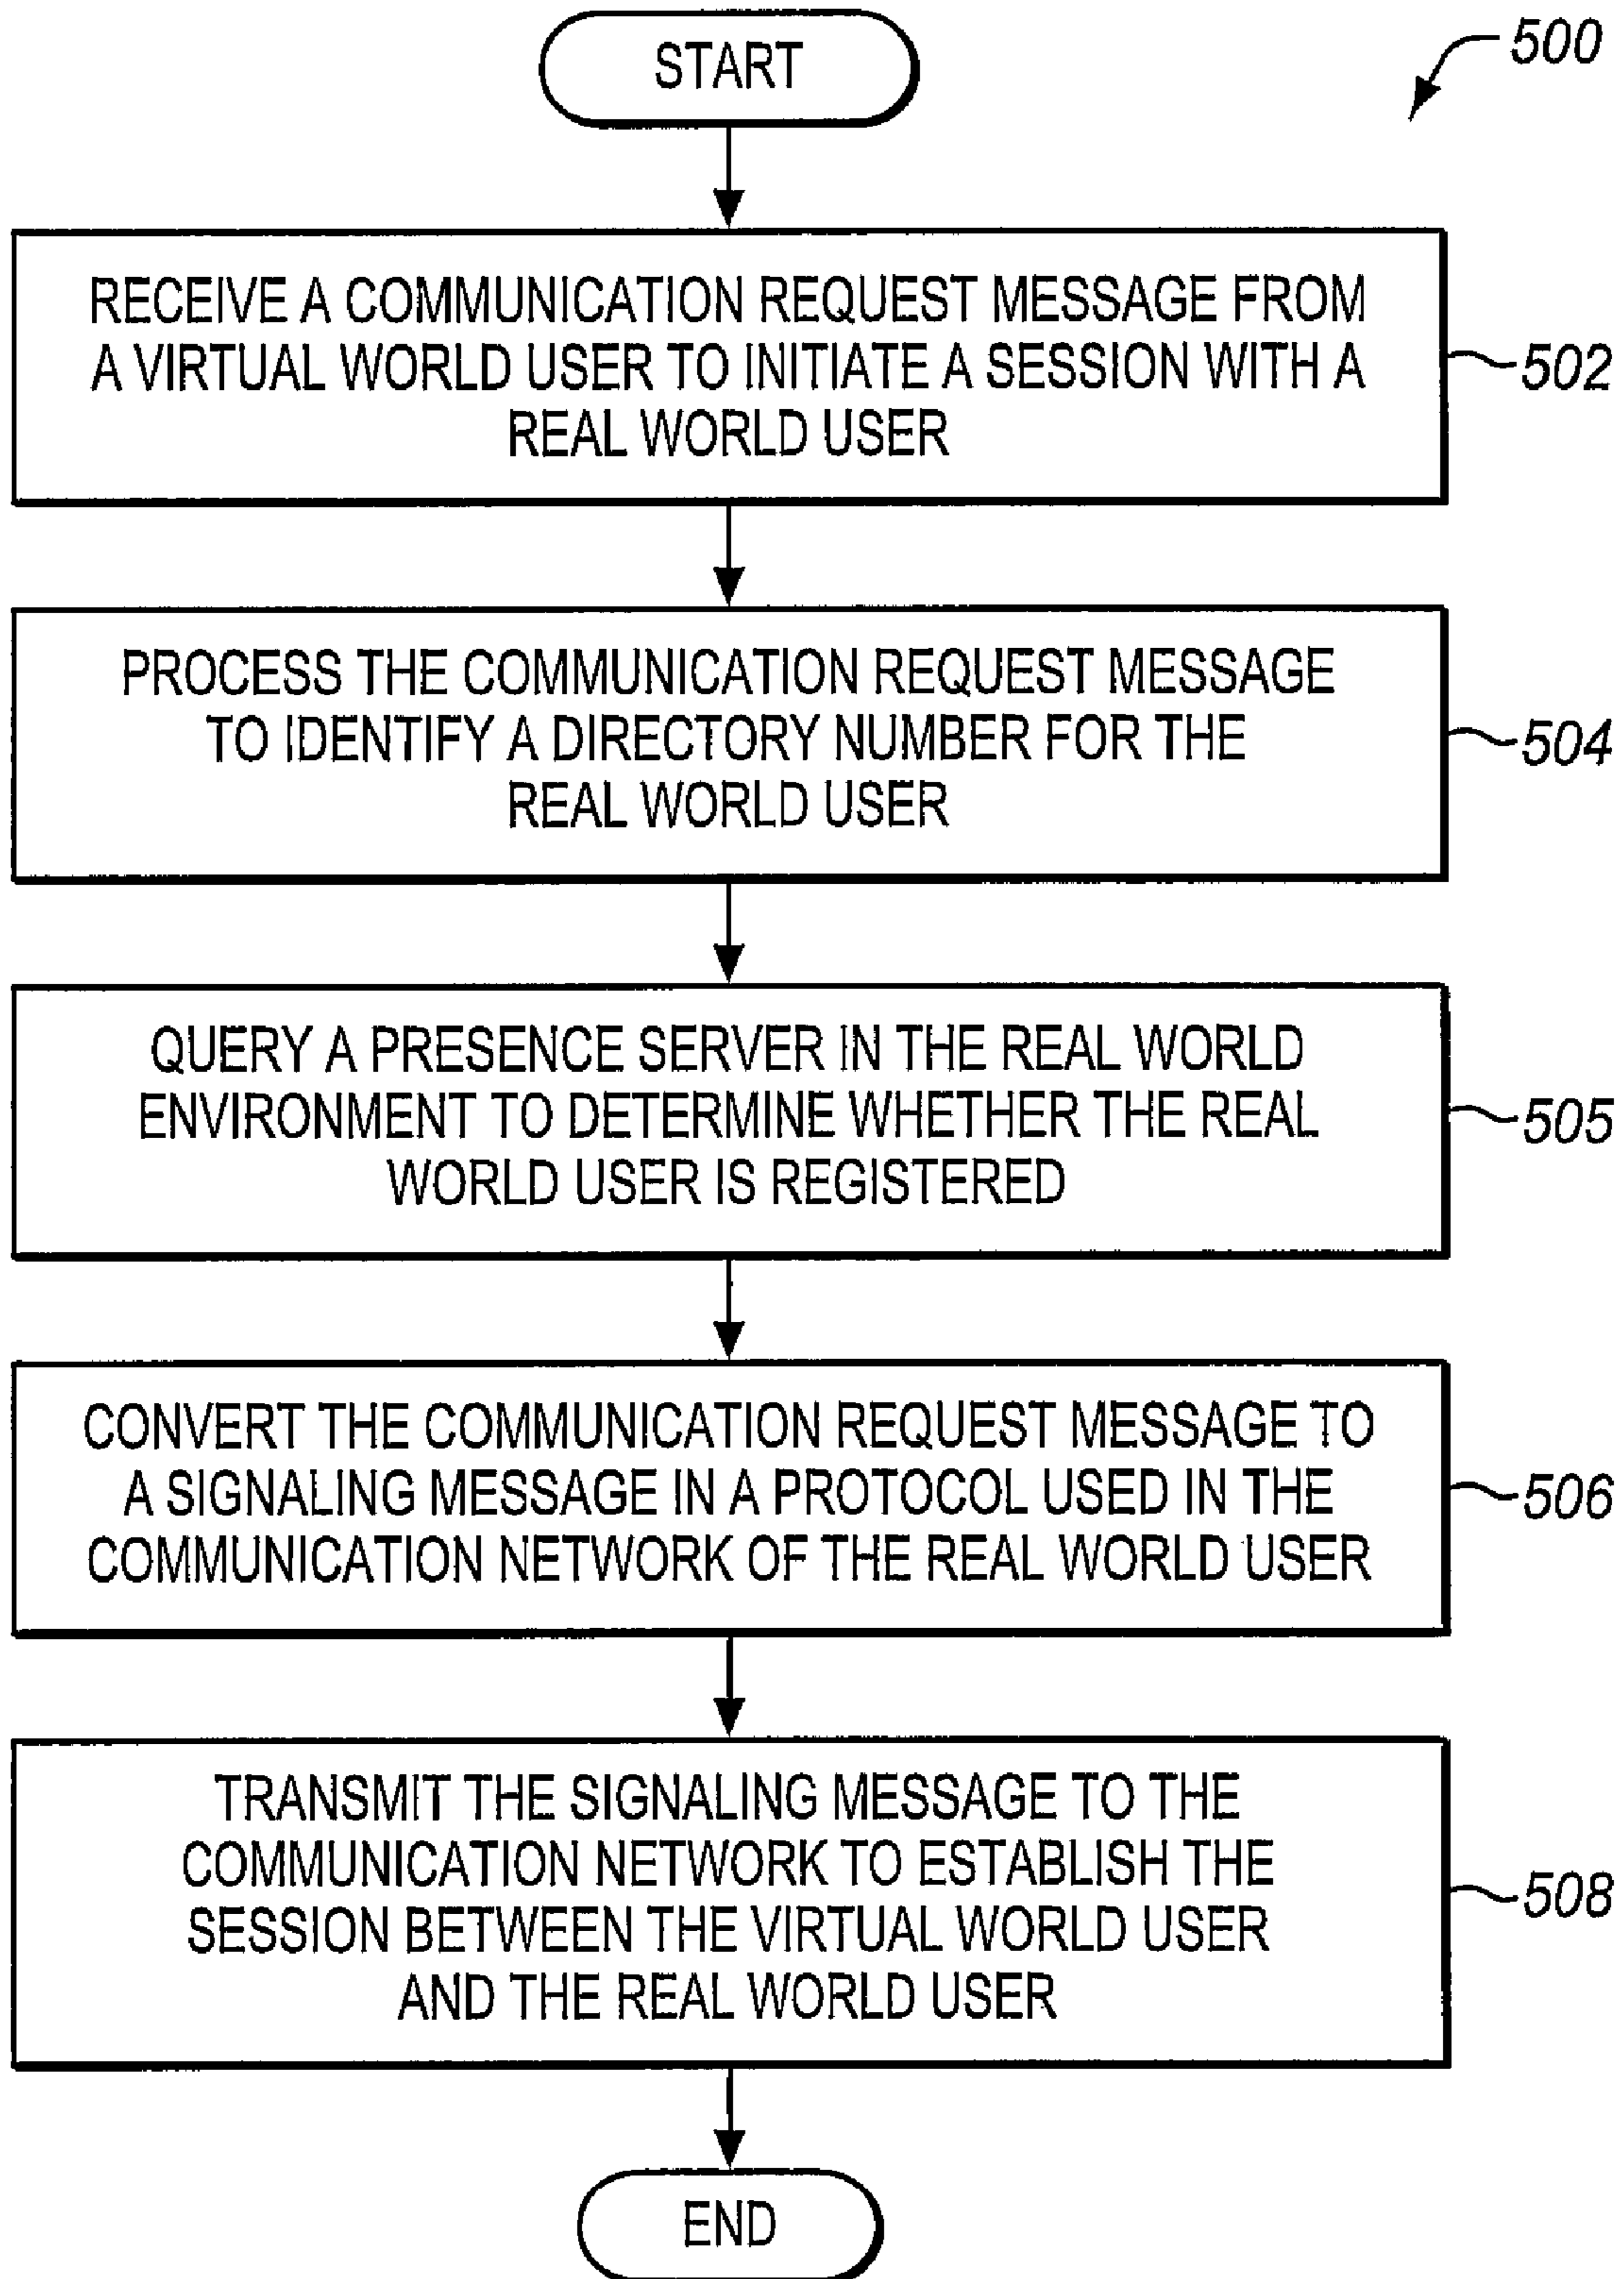 START
500
RECEIVE A COMMUNICATION REQUEST MESSAGE FROM
A VIRTUAL WORLD USER TO INITIATE A SESSION WITH A
REAL WORLD USER
502
PROCESS THE COMMUNICATION REQUEST MESSAGE
TO IDENTIFY A DIRECTORY NUMBER FOR THE
REAL WORLD USER
504
QUERY A PRESENCE SERVER IN THE REAL WORLD
ENVIRONMENT TO DETERMINE WHETHER THE REAL
WORLD USER IS REGISTERED
505
CONVERT THE COMMUNICATION REQUEST MESSAGE TO
A SIGNALING MESSAGE IN A PROTOCOL USED IN THE
COMMUNICATION NETWORK OF THE REAL WORLD USER
506
TRANSMIT THE SIGNALING MESSAGE TO THE
COMMUNICATION NETWORK TO ESTABLISH THE
SESSION BETWEEN THE VIRTUAL WORLD USER
AND THE REAL WORLD USER
508
END